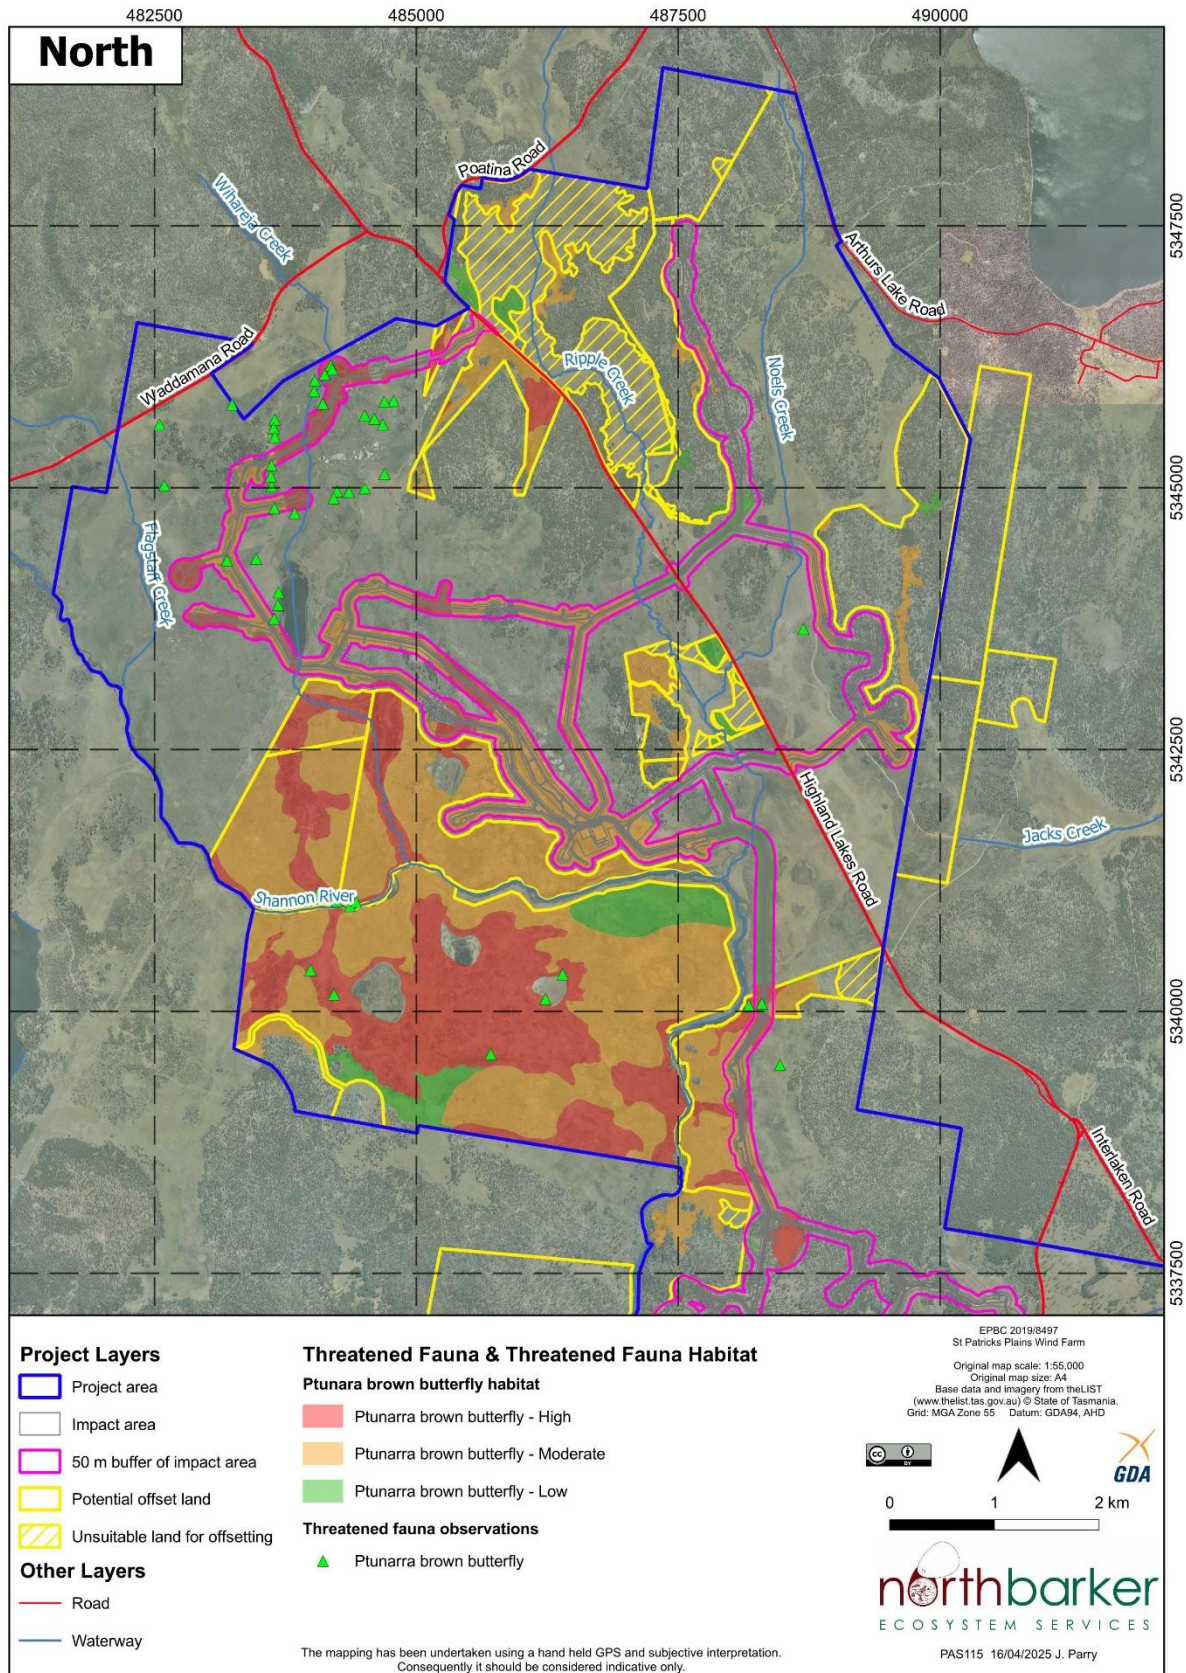 482500
485000
487500
490000
North
Poatina Road
Wihareja Creek
5347500
Arthurs Lake Road
Waddamana Road
Ripple Creek
Noels Creek
5345000
Flagstaff Creek
5342500
Highland Lakes Road
Jacks Creek
Shannon River
5340000
Interlaken Road
5337500
Project Layers
Project area
Impact area
50 m buffer of impact area
Potential offset land
Unsuitable land for offsetting
Other Layers
Road
Waterway
Threatened Fauna & Threatened Fauna Habitat
Ptunara brown butterfly habitat
Ptunarra brown butterfly - High
Ptunarra brown butterfly - Moderate
Ptunarra brown butterfly - Low
Threatened fauna observations
Ptunarra brown butterfly
The mapping has been undertaken using a hand held GPS and subjective interpretation.
Consequently it should be considered indicative only.
EPBC 2019/8497
St Patricks Plains Wind Farm
Original map scale: 1:55,000
Original map size: A4
Base data and imagery from theLIST
(www.thelist.tas.gov.au) © State of Tasmania.
Grid: MGA Zone 55 Datum: GDA94, AHD
cc
BY
GDA
0 1 2 km
northbarker
ECOSYSTEM SERVICES
PAS115 16/04/2025 J. Parry